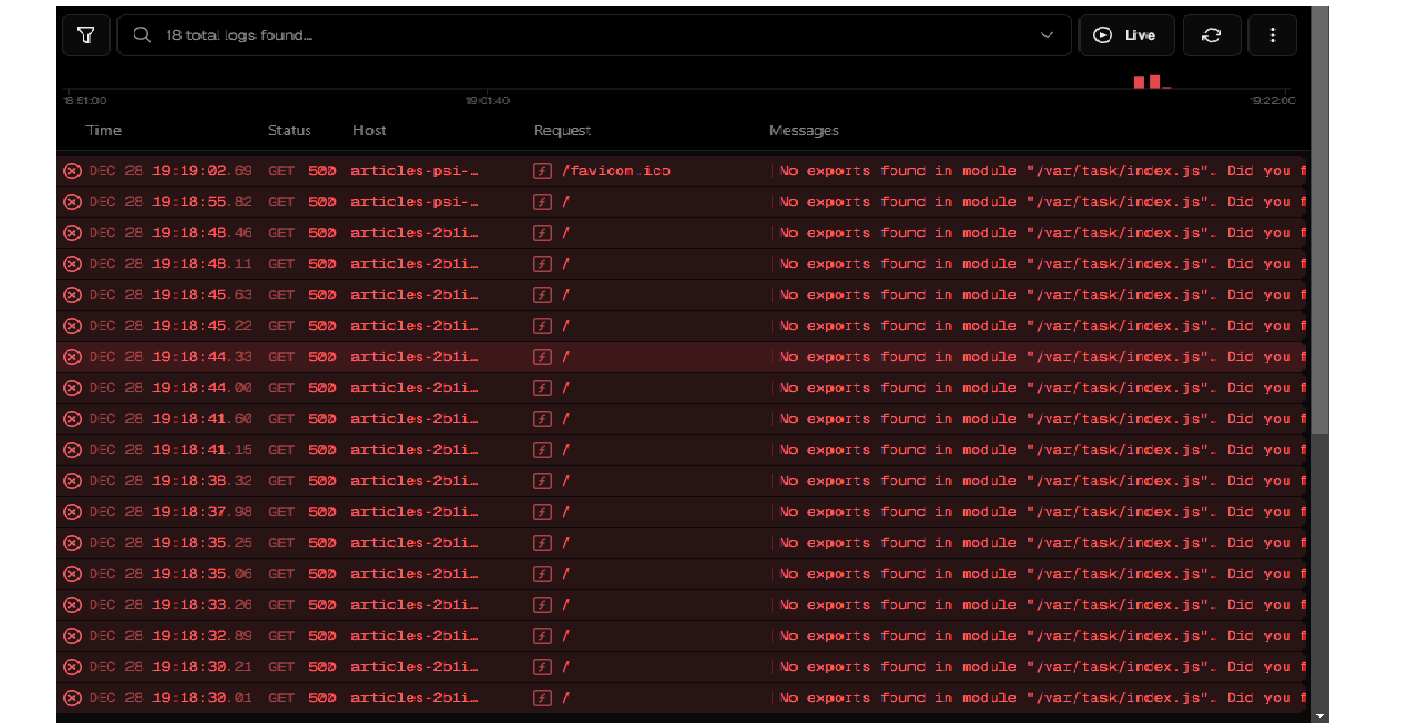 18 total logs found...
Live
18:51:00 19:01:40 19:22:00
Time Status Host Request Messages
DEC 28 19:19:02.69 GET 500 articles-psi-… /favicon.ico No exports found in module "/var/task/index.js". Did you f
DEC 28 19:18:55.82 GET 500 articles-psi-… / No exports found in module "/var/task/index.js". Did you f
DEC 28 19:18:48.46 GET 500 articles-2b1i… / No exports found in module "/var/task/index.js". Did you f
DEC 28 19:18:48.11 GET 500 articles-2b1i… / No exports found in module "/var/task/index.js". Did you f
DEC 28 19:18:45.63 GET 500 articles-2b1i… / No exports found in module "/var/task/index.js". Did you f
DEC 28 19:18:45.22 GET 500 articles-2b1i… / No exports found in module "/var/task/index.js". Did you f
DEC 28 19:18:44.33 GET 500 articles-2b1i… / No exports found in module "/var/task/index.js". Did you f
DEC 28 19:18:44.00 GET 500 articles-2b1i… / No exports found in module "/var/task/index.js". Did you f
DEC 28 19:18:41.60 GET 500 articles-2b1i… / No exports found in module "/var/task/index.js". Did you f
DEC 28 19:18:41.15 GET 500 articles-2b1i… / No exports found in module "/var/task/index.js". Did you f
DEC 28 19:18:38.32 GET 500 articles-2b1i… / No exports found in module "/var/task/index.js". Did you f
DEC 28 19:18:37.98 GET 500 articles-2b1i… / No exports found in module "/var/task/index.js". Did you f
DEC 28 19:18:35.25 GET 500 articles-2b1i… / No exports found in module "/var/task/index.js". Did you f
DEC 28 19:18:35.06 GET 500 articles-2b1i… / No exports found in module "/var/task/index.js". Did you f
DEC 28 19:18:33.26 GET 500 articles-2b1i… / No exports found in module "/var/task/index.js". Did you f
DEC 28 19:18:32.89 GET 500 articles-2b1i… / No exports found in module "/var/task/index.js". Did you f
DEC 28 19:18:30.21 GET 500 articles-2b1i… / No exports found in module "/var/task/index.js". Did you f
DEC 28 19:18:30.01 GET 500 articles-2b1i… / No exports found in module "/var/task/index.js". Did you f